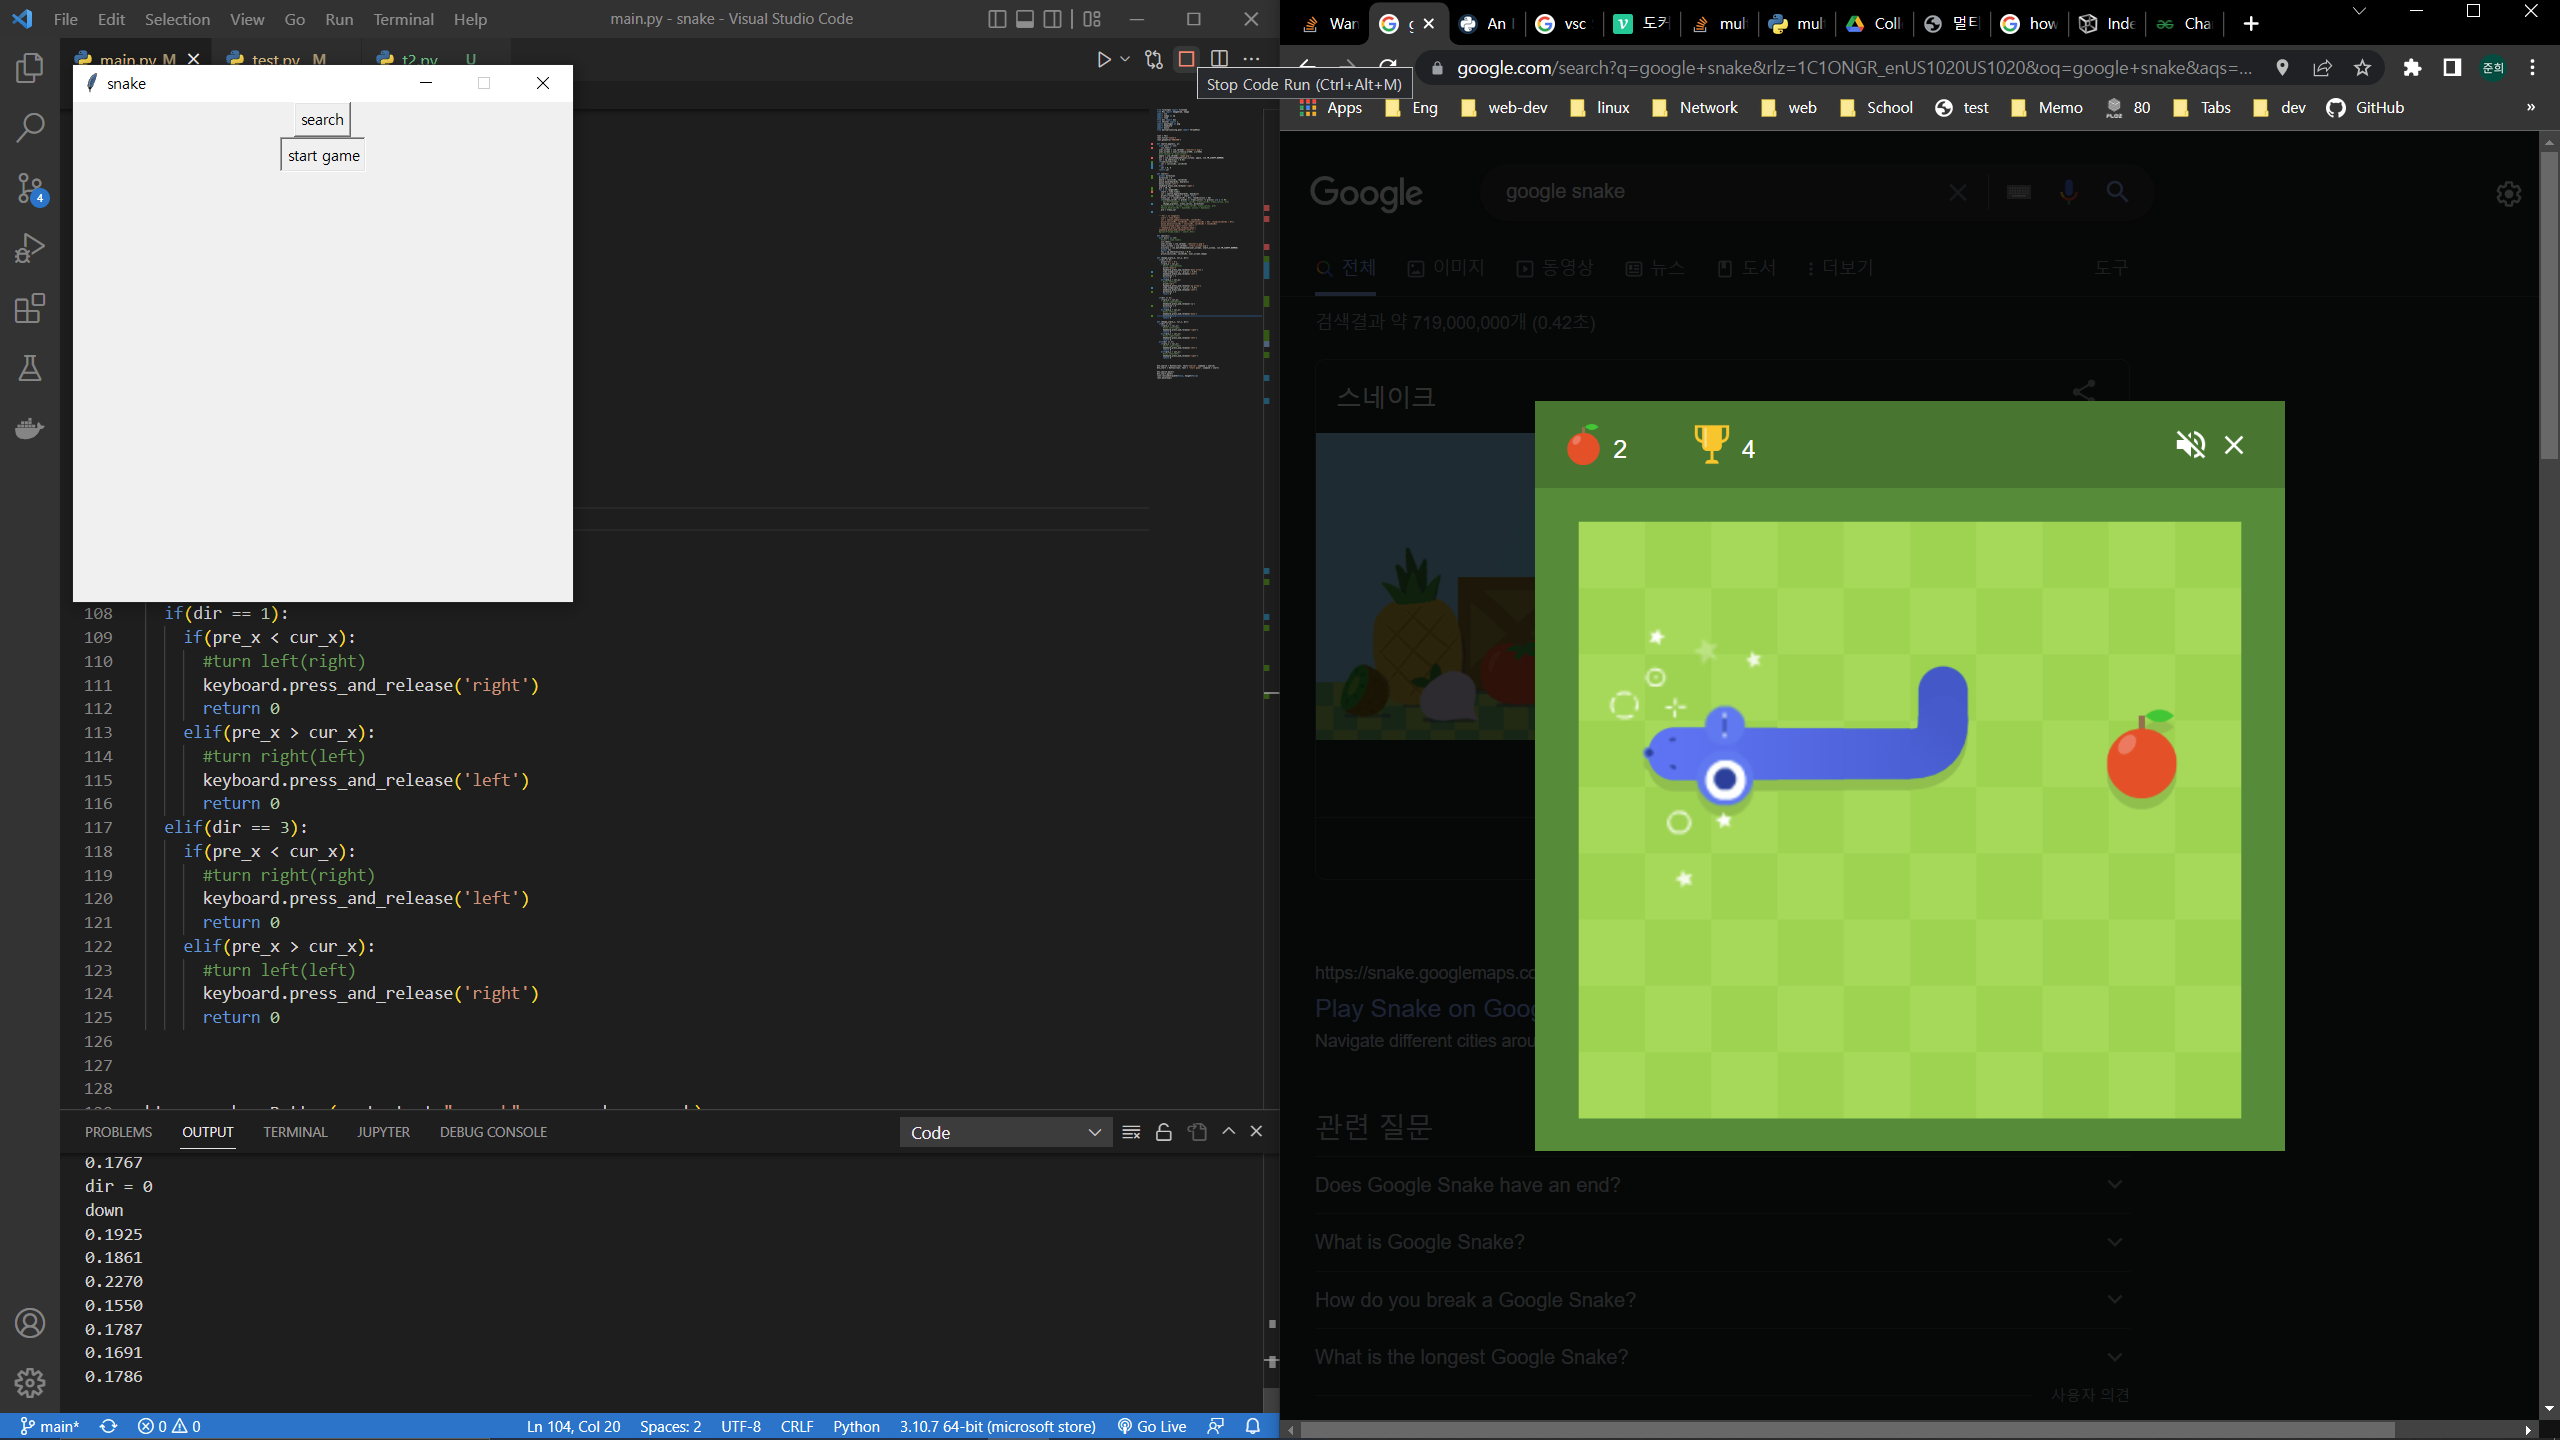 File Edit Selection View Go Run Terminal Help
main.py - snake - Visual Studio Code
main.py M
test.py M
t2.py U
Stop Code Run (Ctrl+Alt+M)
snake
search
start game
4
108 if(dir == 1):
109 if(pre_x < cur_x):
110 #turn left(right)
111 keyboard.press_and_release('right')
112 return 0
113 elif(pre_x > cur_x):
114 #turn right(left)
115 keyboard.press_and_release('left')
116 return 0
117 elif(dir == 3):
118 if(pre_x < cur_x):
119 #turn right(right)
120 keyboard.press_and_release('left')
121 return 0
122 elif(pre_x > cur_x):
123 #turn left(left)
124 keyboard.press_and_release('right')
125 return 0
126
127
128
PROBLEMS OUTPUT TERMINAL JUPYTER DEBUG CONSOLE
Code
0.1767
dir = 0
down
0.1925
0.1861
0.2270
0.1550
0.1787
0.1691
0.1786
main* 0 0 Ln 104, Col 20 Spaces: 2 UTF-8 CRLF Python 3.10.7 64-bit (microsoft store) Go Live
War g An vsc 도커 mul mul Coll 멀티 how Inde Cha
google.com/search?q=google+snake&rlz=1C1ONGR_enUS1020US1020&oq=google+snake&aqs=...
준희
Apps Eng web-dev linux Network web School test Memo 80 Tabs dev GitHub »
Google
google snake
전체 이미지 동영상 뉴스 도서 더보기 도구
검색결과 약 719,000,000개 (0.42초)
스네이크
2 4
https://snake.googlemaps.co
Play Snake on Goog
Navigate different cities arou
관련 질문
Does Google Snake have an end?
What is Google Snake?
How do you break a Google Snake?
What is the longest Google Snake?
사용자 의견